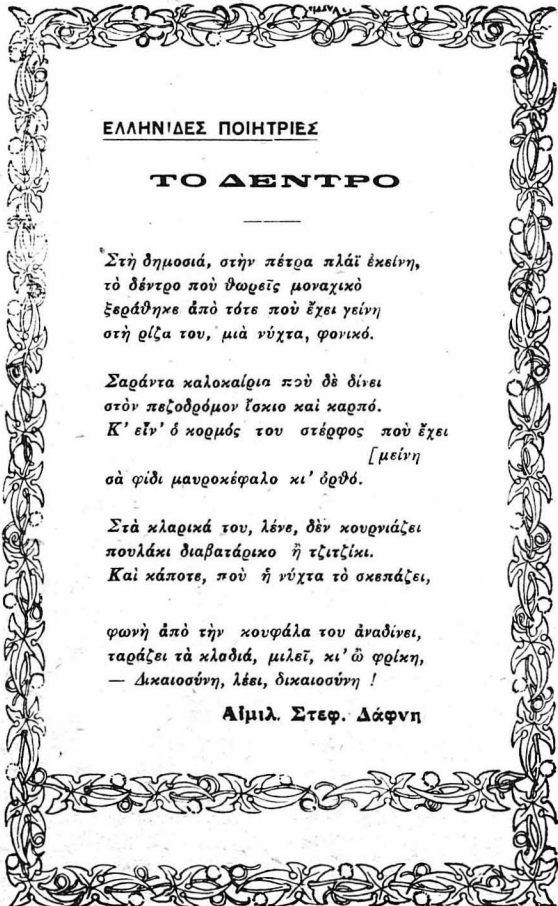 ΕΛΛΗΝΙΔΕΣ ΠΟΙΗΤΡΙΕΣ
ΤΟ ΔΕΝΤΡΟ
Στὴ δημοσιά, στὴν πέτρα πλάϊ ἐκείνη,
τὸ δέντρο ποὺ θωρεῖς μοναχικὸ
ξεράθηκε ἀπὸ τότε ποὺ ἔχει γείνη
στὴ ρίζα του, μιὰ νύχτα, φονικό.
Σαράντα καλοκαίρια ποὺ δὲ δίνει
στὸν πεζοδρόμον ἴσκιο καὶ καρπό.
Κ' εἶν' ὁ κορμός του στέρφος ποὺ ἔχει
[μείνη
σὰ φίδι μαυροκέφαλο κι' ὀρθό.
Στὰ κλαρικά του, λένε, δὲν κουρνιάζει
πουλάκι διαβατάρικο ἢ τζιτζίκι.
Καὶ κάποτε, ποὺ ἡ νύχτα τὸ σκεπάζει,
φωνὴ ἀπὸ τὴν κουφάλα του ἀναδίνει,
ταράζει τὰ κλαδιά, μιλεῖ, κι' ὢ φρίκη,
— Δικαιοσύνη, λέει, δικαιοσύνη !
Αἰμιλ. Στεφ. Δάφνη